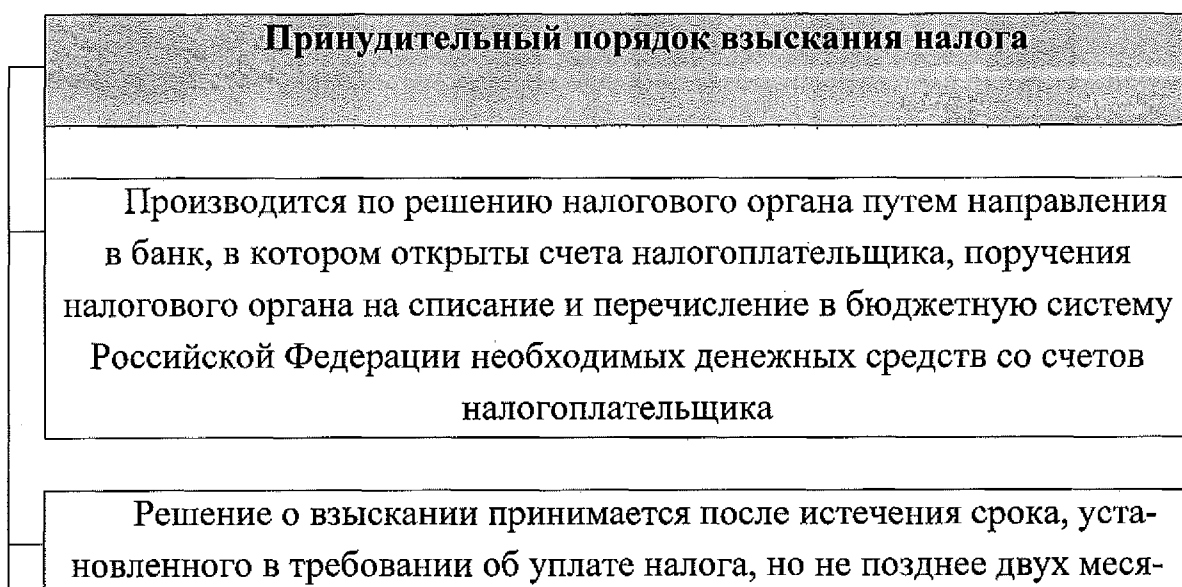 Принудительный порядок взыскания налога
Производится по решению налогового органа путем направления
в банк, в котором открыты счета налогоплательщика, поручения
налогового органа на списание и перечисление в бюджетную систему
Российской Федерации необходимых денежных средств со счетов
налогоплательщика
Решение о взыскании принимается после истечения срока, уста-
новленного в требовании об уплате налога, но не позднее двух меся-